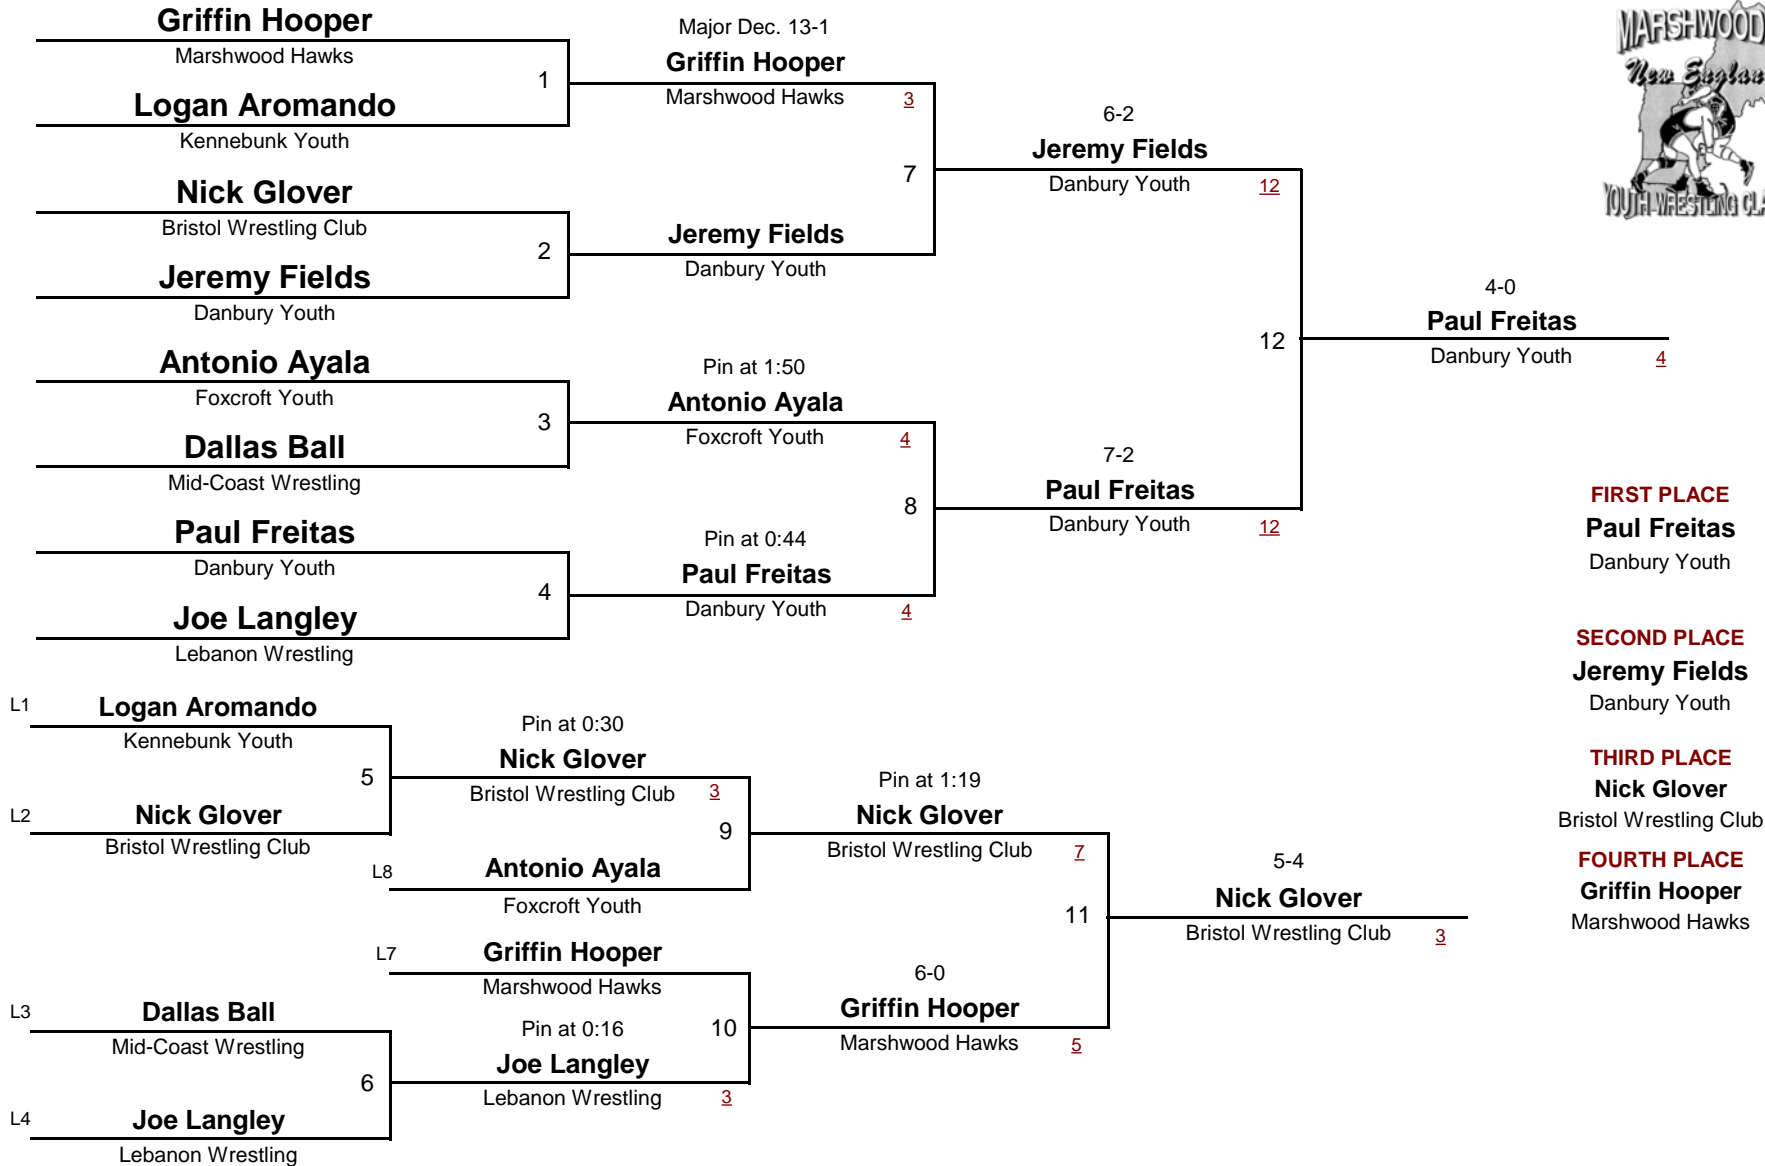 Griffin Hooper
Marshwood Hawks
1
Logan Aromando
Kennebunk Youth
Nick Glover
Bristol Wrestling Club
2
Jeremy Fields
Danbury Youth
Antonio Ayala
Foxcroft Youth
3
Dallas Ball
Mid-Coast Wrestling
Paul Freitas
Danbury Youth
4
Joe Langley
Lebanon Wrestling
Major Dec. 13-1
Griffin Hooper
Marshwood Hawks 3
7
Jeremy Fields
Danbury Youth
Pin at 1:50
Antonio Ayala
Foxcroft Youth 4
8
Pin at 0:44
Paul Freitas
Danbury Youth 4
6-2
Jeremy Fields
Danbury Youth 12
12
7-2
Paul Freitas
Danbury Youth 12
4-0
Paul Freitas
Danbury Youth 4
MARSHWOOD
New England
YOUTH WRESTLING
FIRST PLACE
Paul Freitas
Danbury Youth
SECOND PLACE
Jeremy Fields
Danbury Youth
THIRD PLACE
Nick Glover
Bristol Wrestling Club
FOURTH PLACE
Griffin Hooper
Marshwood Hawks
L1 Logan Aromando
Kennebunk Youth
5
L2 Nick Glover
Bristol Wrestling Club
L3 Dallas Ball
Mid-Coast Wrestling
6
L4 Joe Langley
Lebanon Wrestling
Pin at 0:30
Nick Glover
Bristol Wrestling Club 3
9
L8 Antonio Ayala
Foxcroft Youth
L7 Griffin Hooper
Marshwood Hawks
Pin at 0:16 10
Joe Langley
Lebanon Wrestling 3
Pin at 1:19
Nick Glover
Bristol Wrestling Club 7
11
6-0
Griffin Hooper
Marshwood Hawks 5
5-4
Nick Glover
Bristol Wrestling Club 3